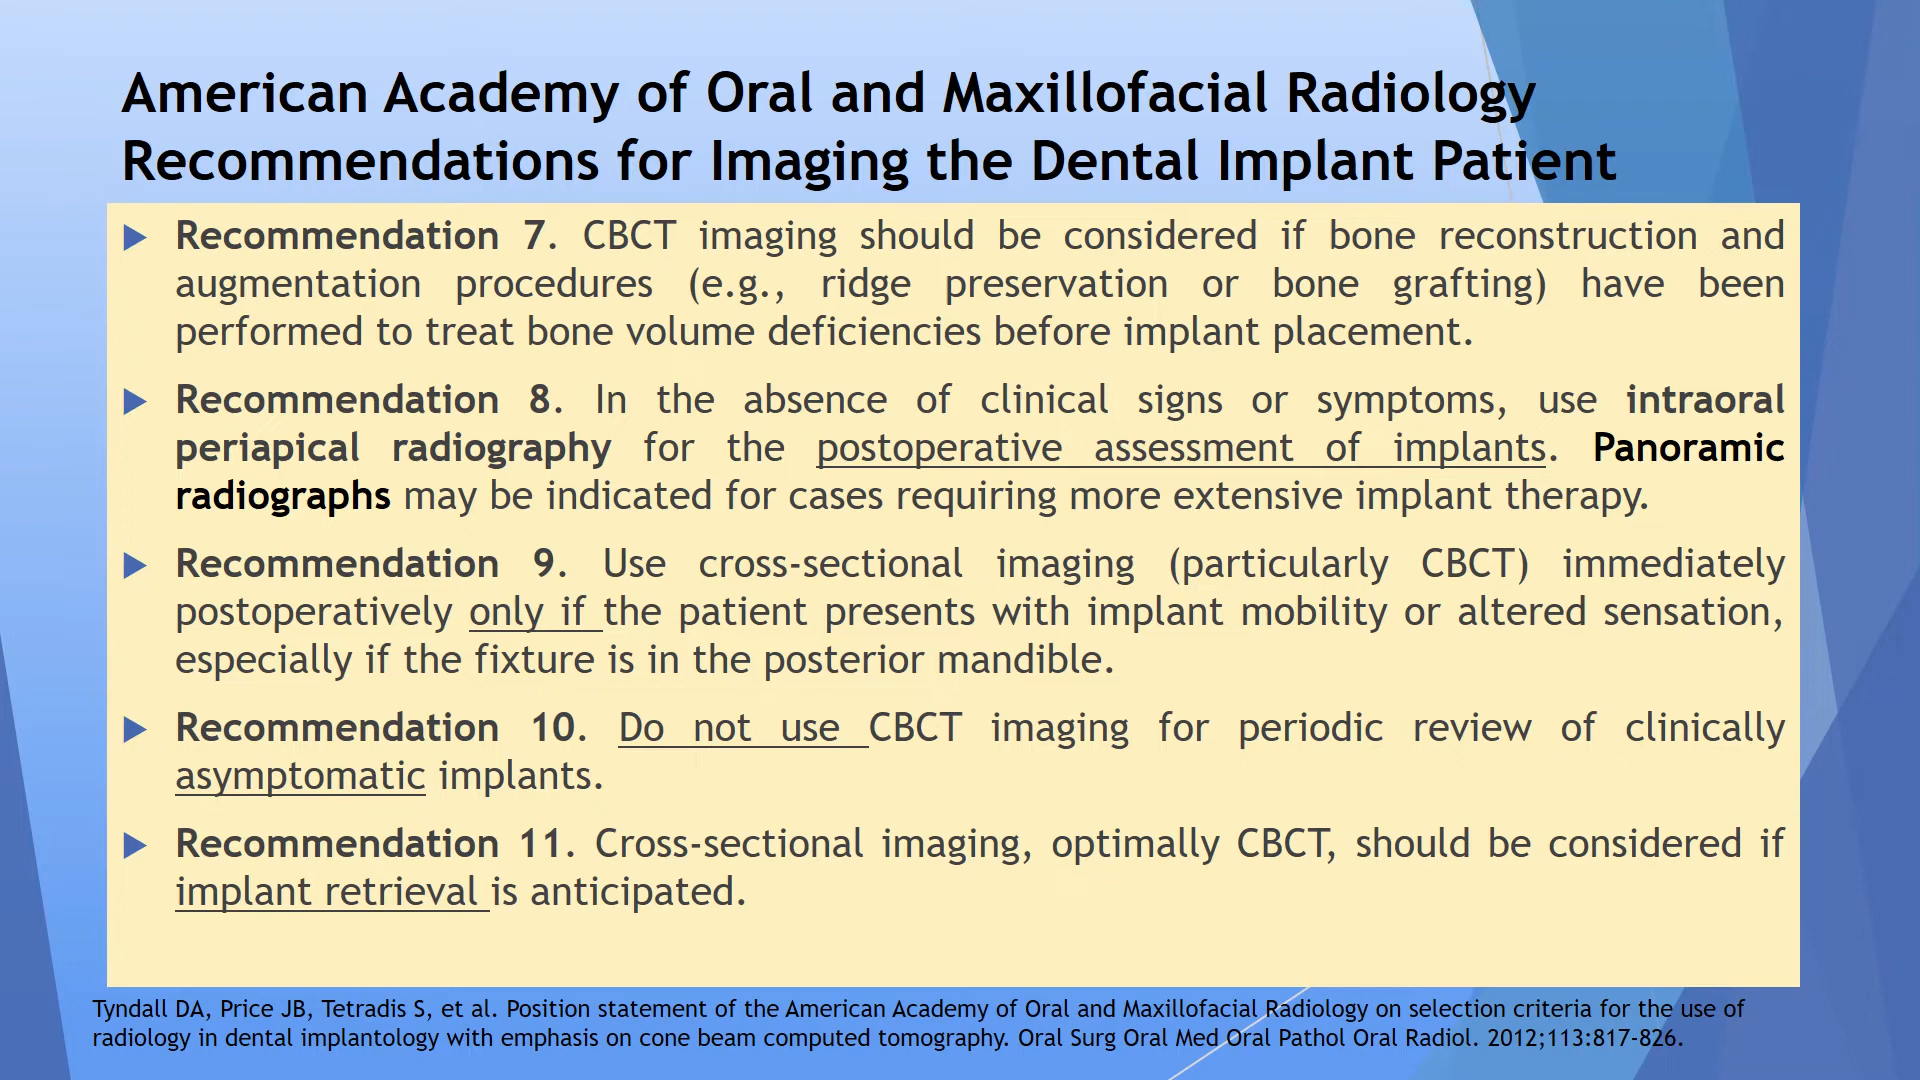 American Academy of Oral and Maxillofacial Radiology
Recommendations for Imaging the Dental Implant Patient
Recommendation 7. CBCT imaging should be considered if bone reconstruction and
augmentation procedures (e.g., ridge preservation or bone grafting) have been
performed to treat bone volume deficiencies before implant placement.
Recommendation 8. In the absence of clinical signs or symptoms, use intraoral
periapical radiography for the postoperative assessment of implants. Panoramic
radiographs may be indicated for cases requiring more extensive implant therapy.
Recommendation 9. Use cross-sectional imaging (particularly CBCT) immediately
postoperatively only if the patient presents with implant mobility or altered sensation,
especially if the fixture is in the posterior mandible.
Recommendation 10. Do not use CBCT imaging for periodic review of clinically
asymptomatic implants.
Recommendation 11. Cross-sectional imaging, optimally CBCT, should be considered if
implant retrieval is anticipated.
Tyndall DA, Price JB, Tetradis S, et al. Position statement of the American Academy of Oral and Maxillofacial Radiology on selection criteria for the use of
radiology in dental implantology with emphasis on cone beam computed tomography. Oral Surg Oral Med Oral Pathol Oral Radiol. 2012;113:817-826.